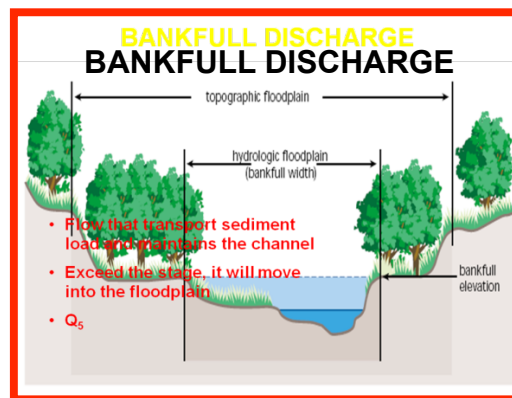 BANKFULL DISCHARGE
BANKFULL DISCHARGE
topographic floodplain
hydrologic floodplain
(bankfull width)
• Flow that transport sediment
load and maintains the channel
• Exceed the stage, it will move
into the floodplain
bankfull
elevation
• Q5